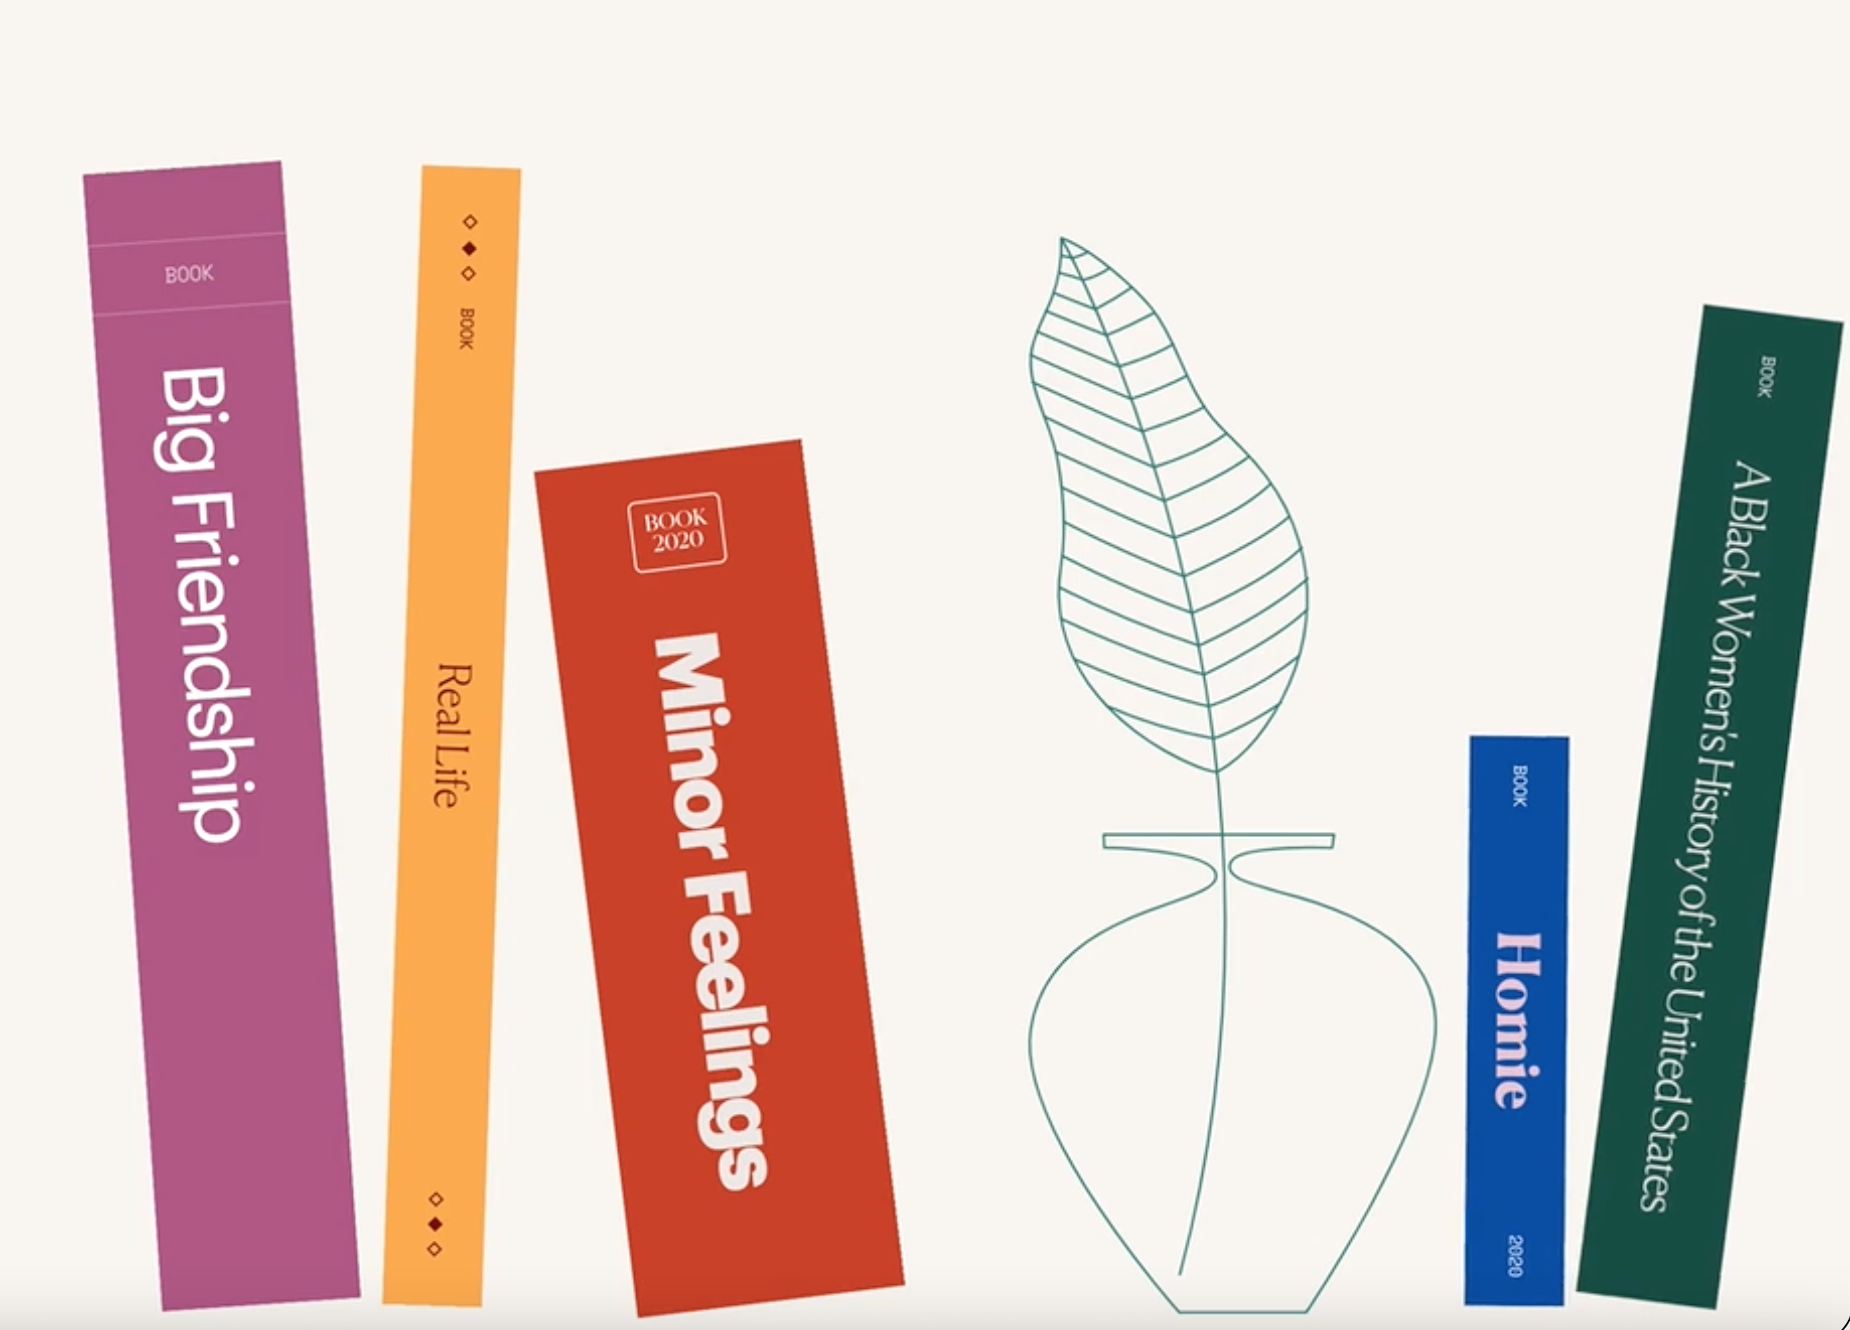 BOOK
Big Friendship
BOOK
Real Life
BOOK
2020
Minor Feelings
BOOK
Homie
2020
BOOK
A Black Women's History of the United States